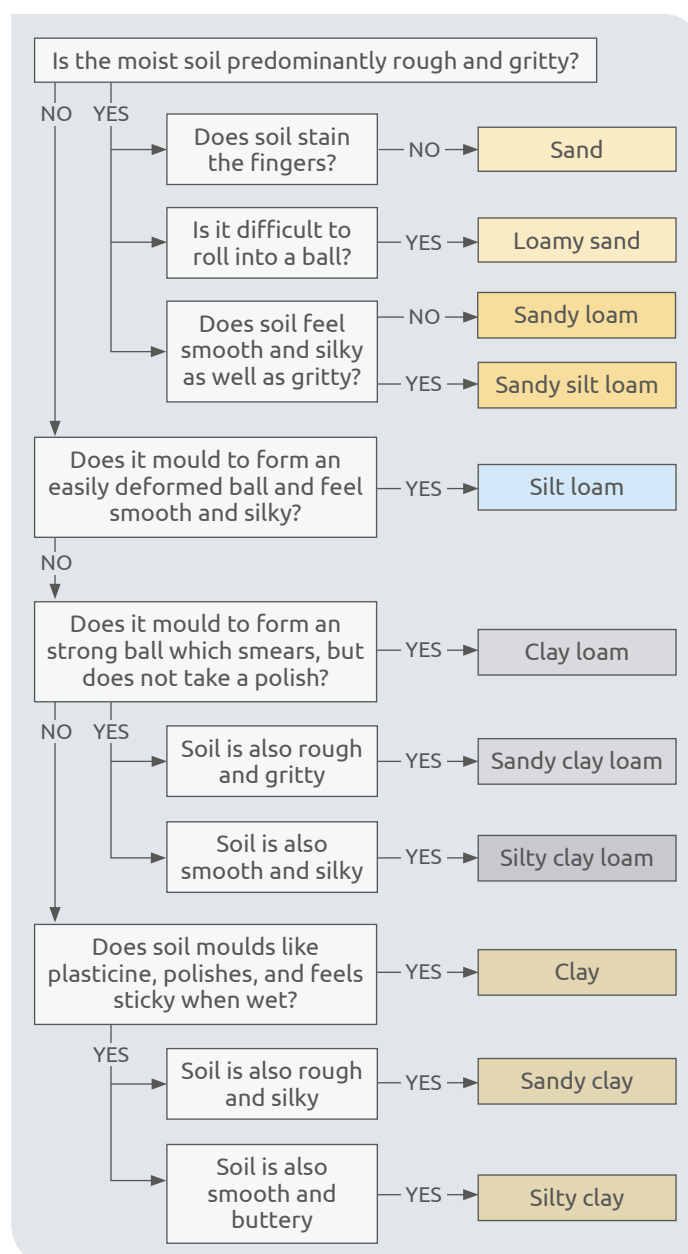 Is the moist soil predominantly rough and gritty?
NO
YES
Does soil stain
the fingers?
NO
Sand
Is it difficult to
roll into a ball?
YES
Loamy sand
Does soil feel
smooth and silky
as well as gritty?
NO
Sandy loam
YES
Sandy silt loam
Does it mould to form an
easily deformed ball and feel
smooth and silky?
YES
Silt loam
NO
Does it mould to form an
strong ball which smears, but
does not take a polish?
YES
Clay loam
NO
YES
Soil is also rough
and gritty
YES
Sandy clay loam
Soil is also
smooth and silky
YES
Silty clay loam
Does soil moulds like
plasticine, polishes, and feels
sticky when wet?
YES
Clay
YES
Soil is also rough
and silky
YES
Sandy clay
Soil is also
smooth and
buttery
YES
Silty clay